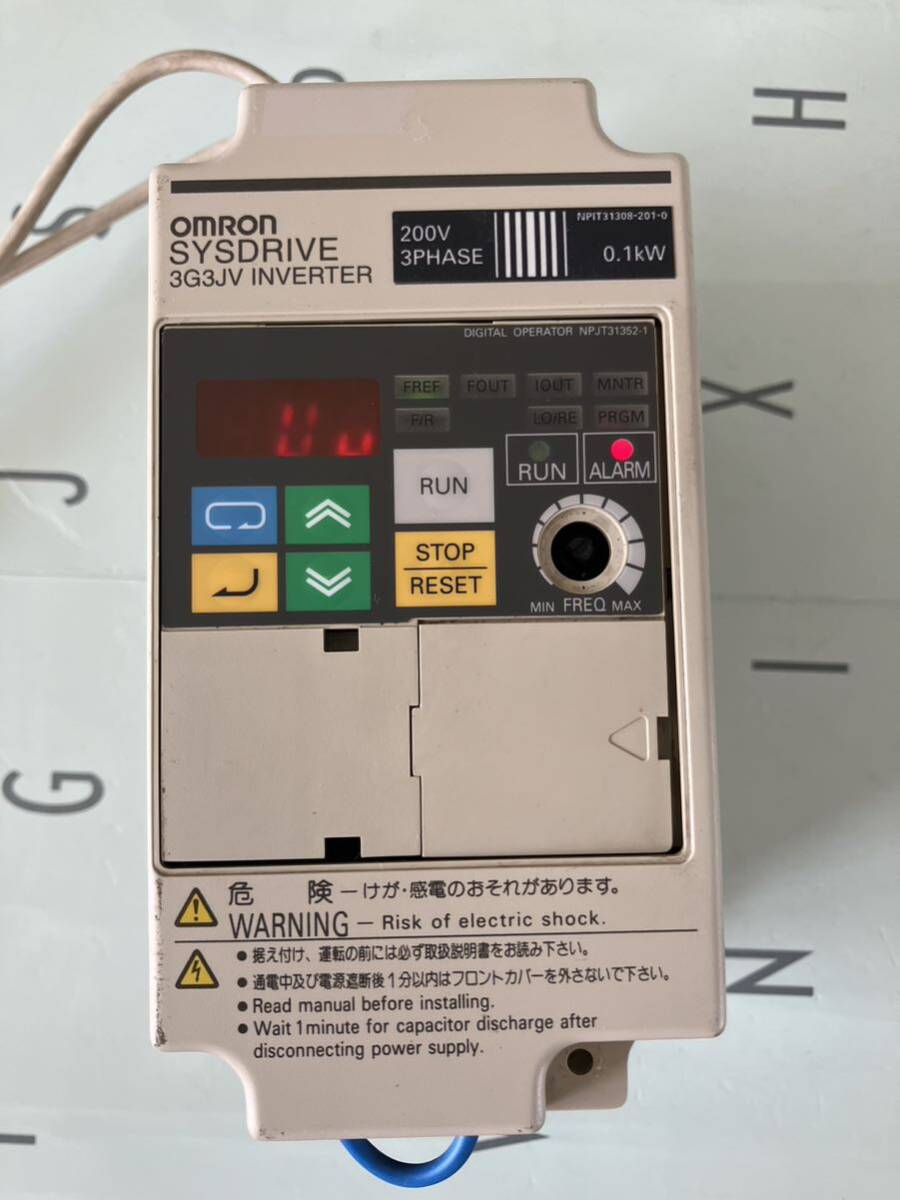 OMRON
SYSDRIVE
3G3JV INVERTER
NPIT31308-201-0
200V
3PHASE
0.1kW
DIGITAL OPERATOR NPJT31352-1
Uu
FREF FOUT IOUT MNTR
F/R LO/RE PRGM
RUN ALARM
RUN
STOP
RESET
MIN FREQ MAX
危 険 ーけが・感電のおそれがあります。
WARNING － Risk of electric shock.
● 据え付け、運転の前には必ず取扱説明書をお読み下さい。
● 通電中及び電源遮断後1分以内はフロントカバーを外さないで下さい。
● Read manual before installing.
● Wait 1minute for capacitor discharge after
disconnecting power supply.
H
S
X
J
I
G
N